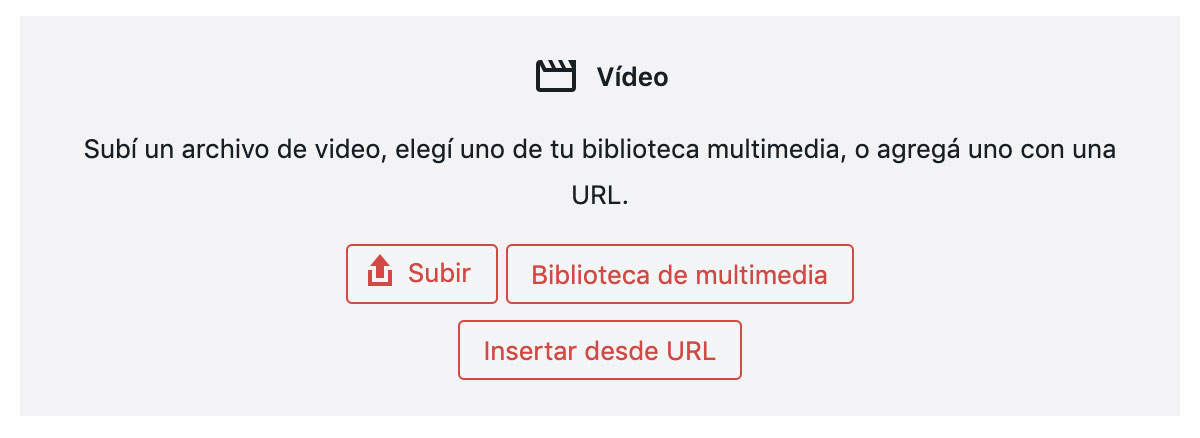 Vídeo
Subí un archivo de video, elegí uno de tu biblioteca multimedia, o agregá uno con una
URL.
Subir
Biblioteca de multimedia
Insertar desde URL